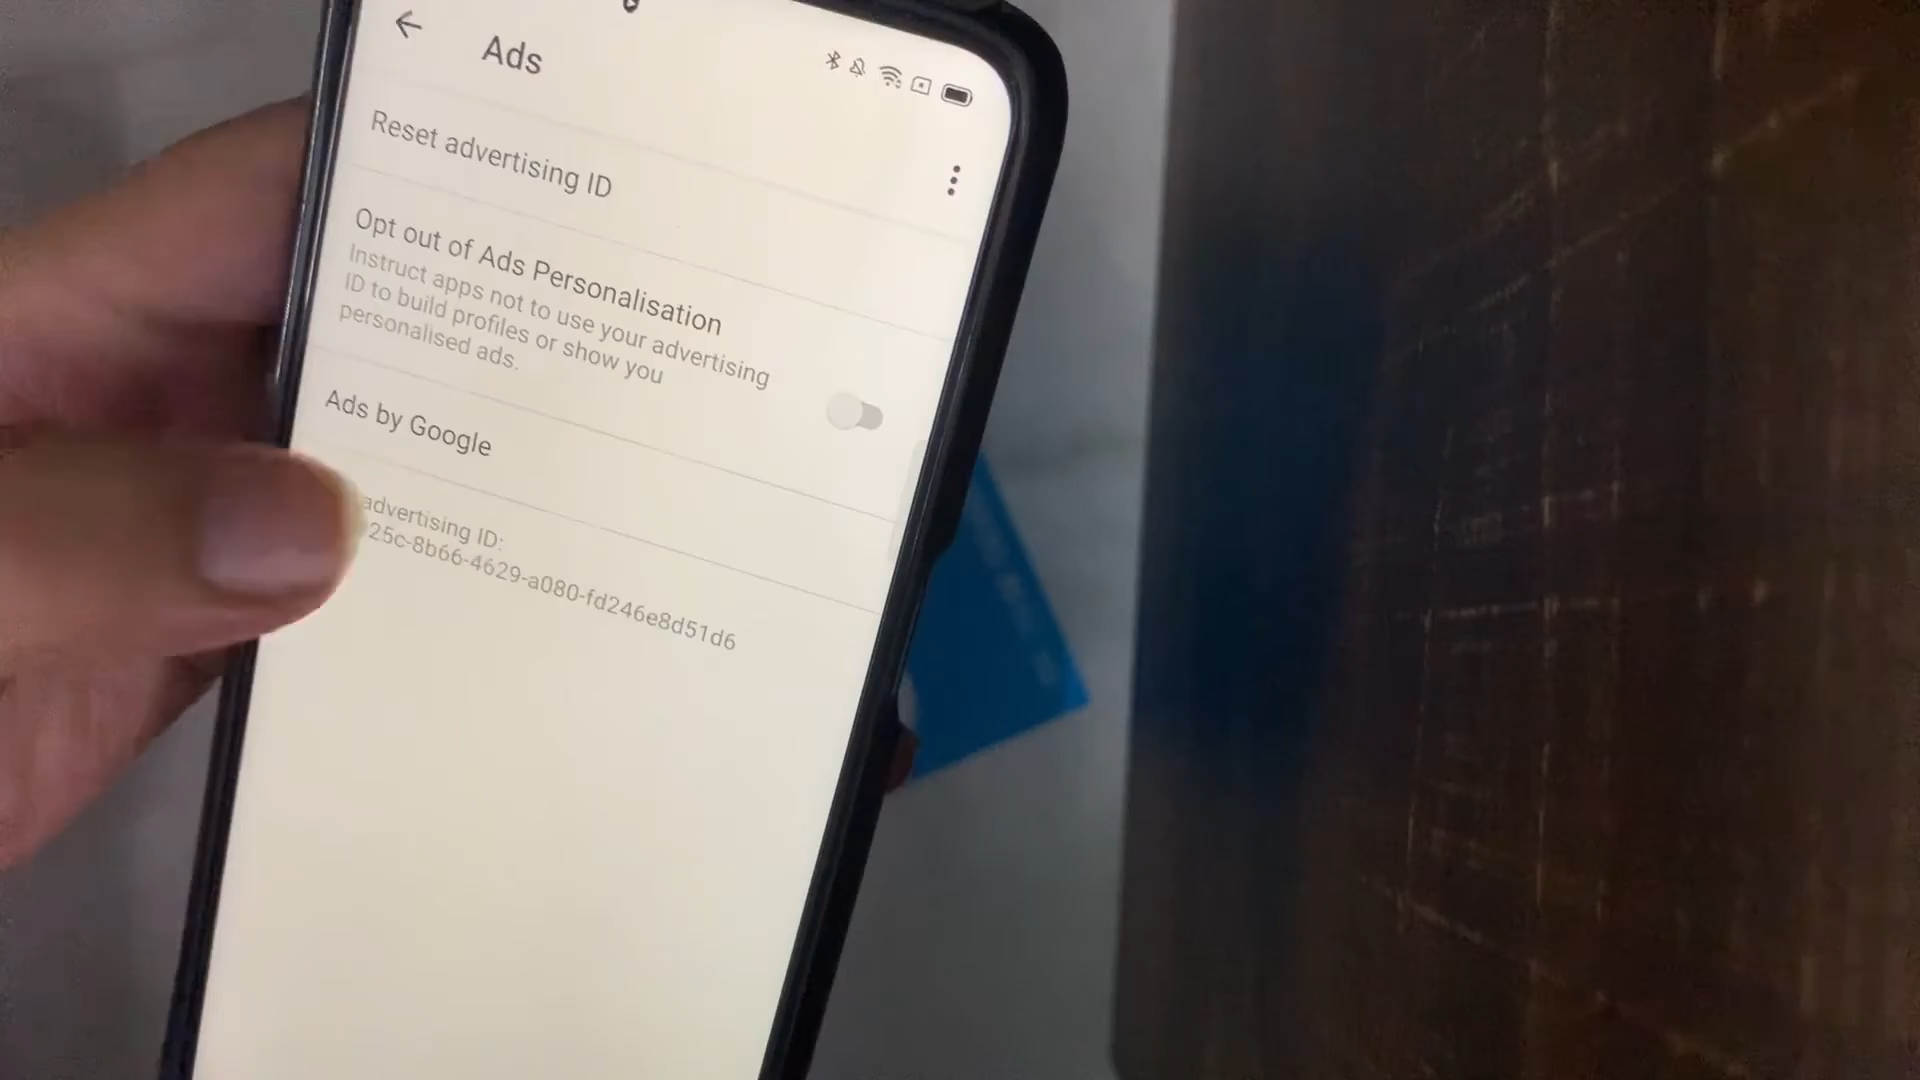 Ads
Reset advertising ID
Opt out of Ads Personalisation
Instruct apps not to use your advertising
ID to build profiles or show you
personalised ads.
Ads by Google
advertising ID:
25c-8b66-4629-a080-fd246e8d51d6